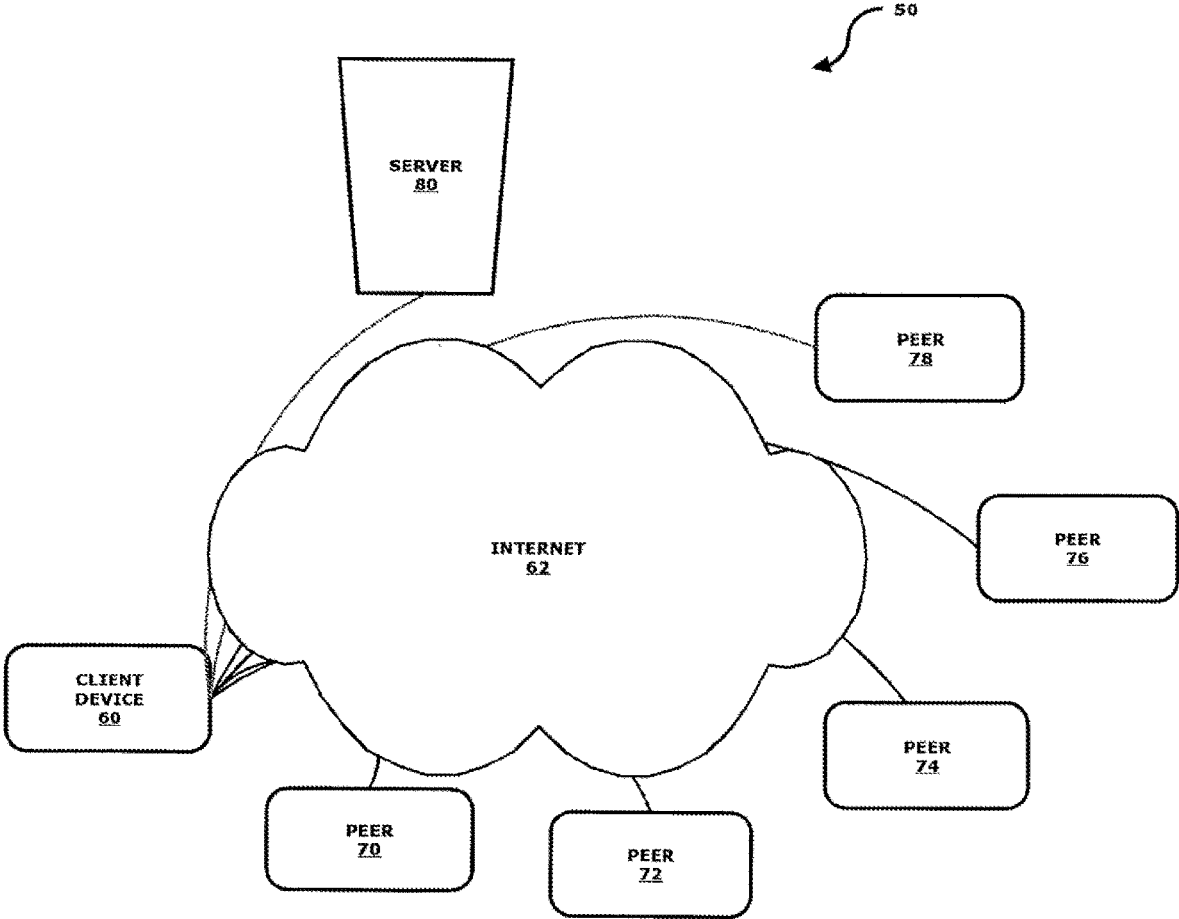 50
SERVER
80
PEER
78
PEER
76
INTERNET
62
CLIENT
DEVICE
60
PEER
74
PEER
70
PEER
72